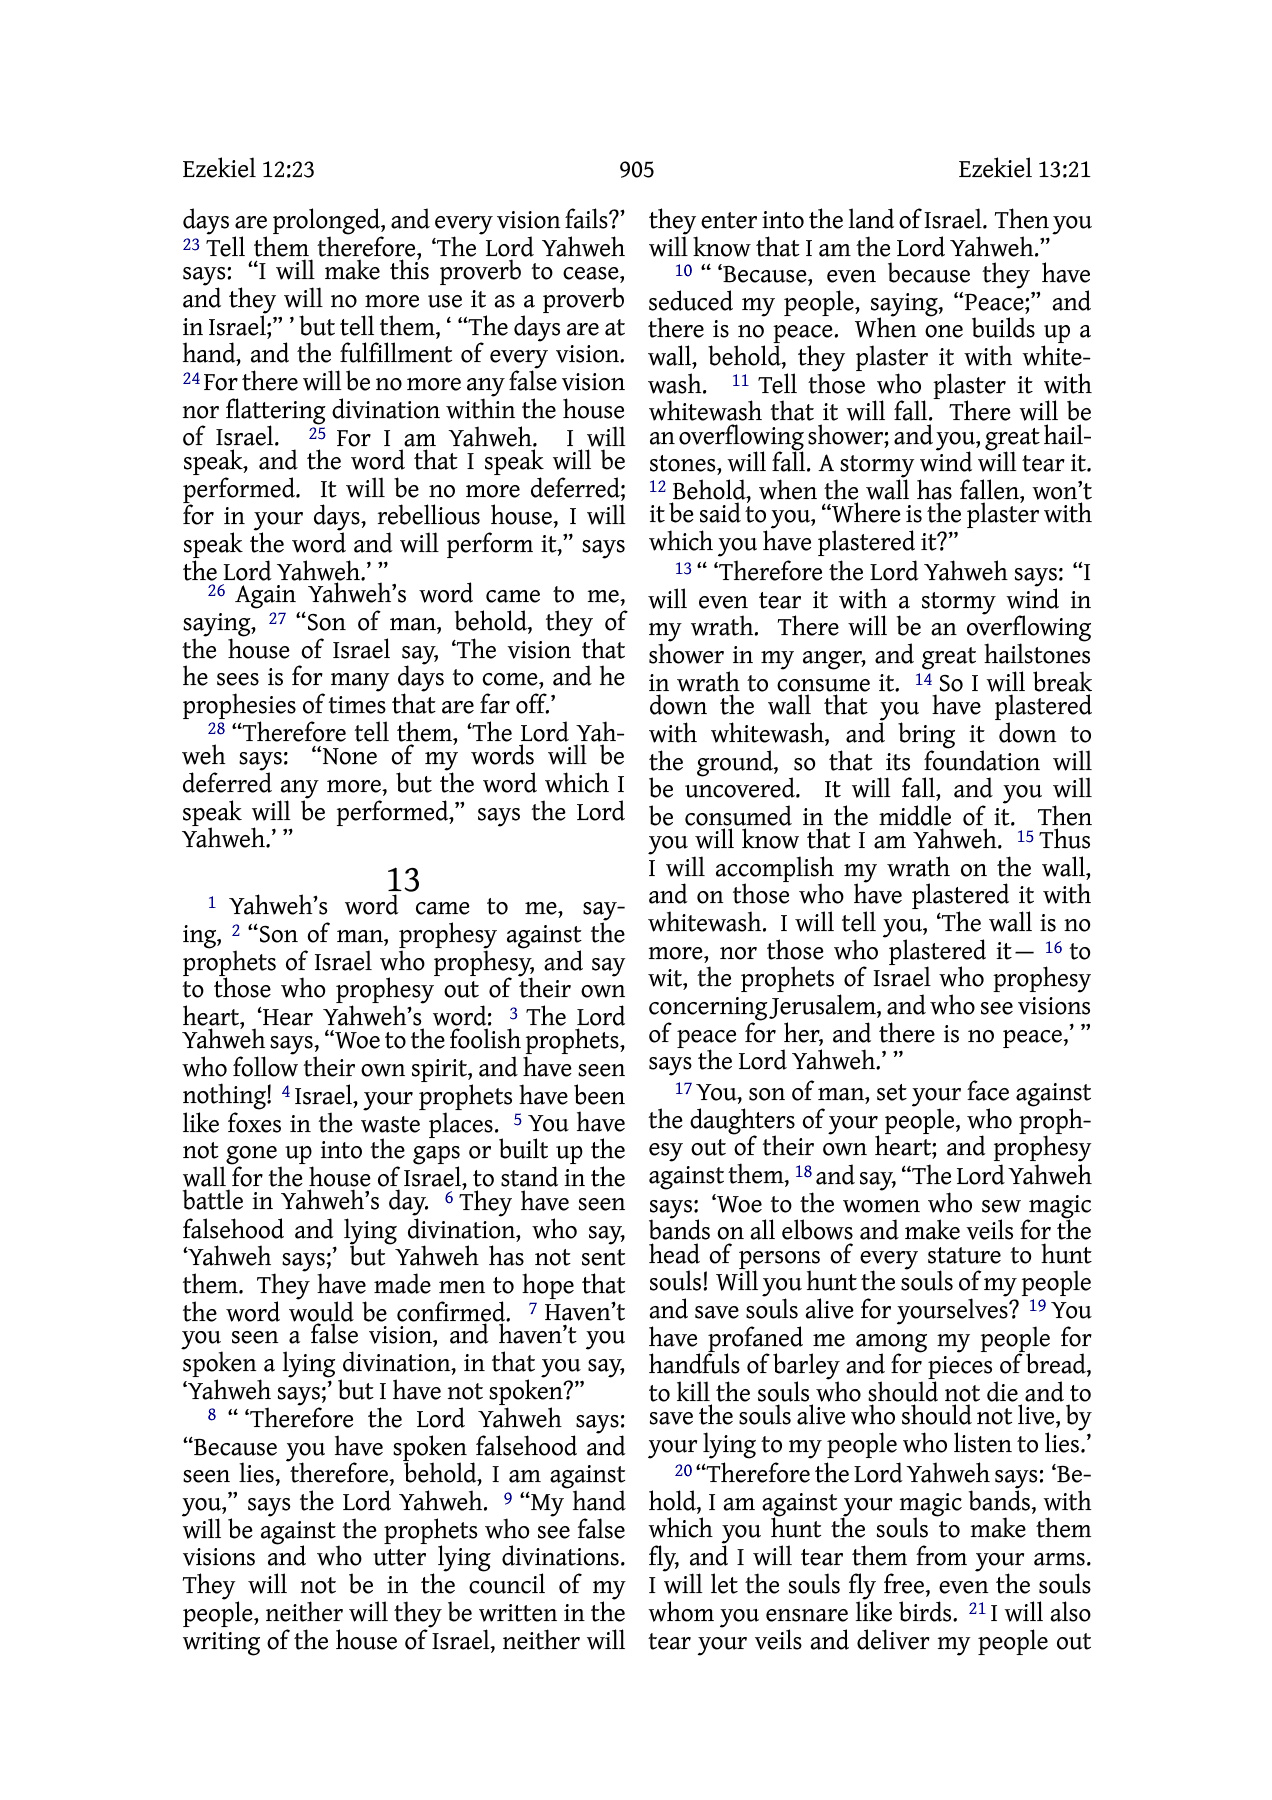 Ezekiel 12:23 905 Ezekiel 13:21
days are prolonged, and every vision fails?’
23 Tell them therefore, ‘The Lord Yahweh
says: “I will make this proverb to cease,
and they will no more use it as a proverb
in Israel;” ’ but tell them, ‘ “The days are at
hand, and the fulfillment of every vision.
24 For there will be no more any false vision
nor flattering divination within the house
of Israel. 25 For I am Yahweh. I will
speak, and the word that I speak will be
performed. It will be no more deferred;
for in your days, rebellious house, I will
speak the word and will perform it,” says
the Lord Yahweh.’ ”
26 Again Yahweh’s word came to me,
saying, 27 “Son of man, behold, they of
the house of Israel say, ‘The vision that
he sees is for many days to come, and he
prophesies of times that are far off.’
28 “Therefore tell them, ‘The Lord Yah-
weh says: “None of my words will be
deferred any more, but the word which I
speak will be performed,” says the Lord
Yahweh.’ ”
13
1 Yahweh’s word came to me, say-
ing, 2 “Son of man, prophesy against the
prophets of Israel who prophesy, and say
to those who prophesy out of their own
heart, ‘Hear Yahweh’s word: 3 The Lord
Yahweh says, “Woe to the foolish prophets,
who follow their own spirit, and have seen
nothing! 4 Israel, your prophets have been
like foxes in the waste places. 5 You have
not gone up into the gaps or built up the
wall for the house of Israel, to stand in the
battle in Yahweh’s day. 6 They have seen
falsehood and lying divination, who say,
‘Yahweh says;’ but Yahweh has not sent
them. They have made men to hope that
the word would be confirmed. 7 Haven’t
you seen a false vision, and haven’t you
spoken a lying divination, in that you say,
‘Yahweh says;’ but I have not spoken?”
8 “ ‘Therefore the Lord Yahweh says:
“Because you have spoken falsehood and
seen lies, therefore, behold, I am against
you,” says the Lord Yahweh. 9 “My hand
will be against the prophets who see false
visions and who utter lying divinations.
They will not be in the council of my
people, neither will they be written in the
writing of the house of Israel, neither will
they enter into the land of Israel. Then you
will know that I am the Lord Yahweh.”
10 “ ‘Because, even because they have
seduced my people, saying, “Peace;” and
there is no peace. When one builds up a
wall, behold, they plaster it with white-
wash. 11 Tell those who plaster it with
whitewash that it will fall. There will be
an overflowing shower; and you, great hail-
stones, will fall. A stormy wind will tear it.
12 Behold, when the wall has fallen, won’t
it be said to you, “Where is the plaster with
which you have plastered it?”
13 “ ‘Therefore the Lord Yahweh says: “I
will even tear it with a stormy wind in
my wrath. There will be an overflowing
shower in my anger, and great hailstones
in wrath to consume it. 14 So I will break
down the wall that you have plastered
with whitewash, and bring it down to
the ground, so that its foundation will
be uncovered. It will fall, and you will
be consumed in the middle of it. Then
you will know that I am Yahweh. 15 Thus
I will accomplish my wrath on the wall,
and on those who have plastered it with
whitewash. I will tell you, ‘The wall is no
more, nor those who plastered it— 16 to
wit, the prophets of Israel who prophesy
concerning Jerusalem, and who see visions
of peace for her, and there is no peace,’ ”
says the Lord Yahweh.’ ”
17 You, son of man, set your face against
the daughters of your people, who proph-
esy out of their own heart; and prophesy
against them, 18 and say, “The Lord Yahweh
says: ‘Woe to the women who sew magic
bands on all elbows and make veils for the
head of persons of every stature to hunt
souls! Will you hunt the souls of my people
and save souls alive for yourselves? 19 You
have profaned me among my people for
handfuls of barley and for pieces of bread,
to kill the souls who should not die and to
save the souls alive who should not live, by
your lying to my people who listen to lies.’
20 “Therefore the Lord Yahweh says: ‘Be-
hold, I am against your magic bands, with
which you hunt the souls to make them
fly, and I will tear them from your arms.
I will let the souls fly free, even the souls
whom you ensnare like birds. 21 I will also
tear your veils and deliver my people out